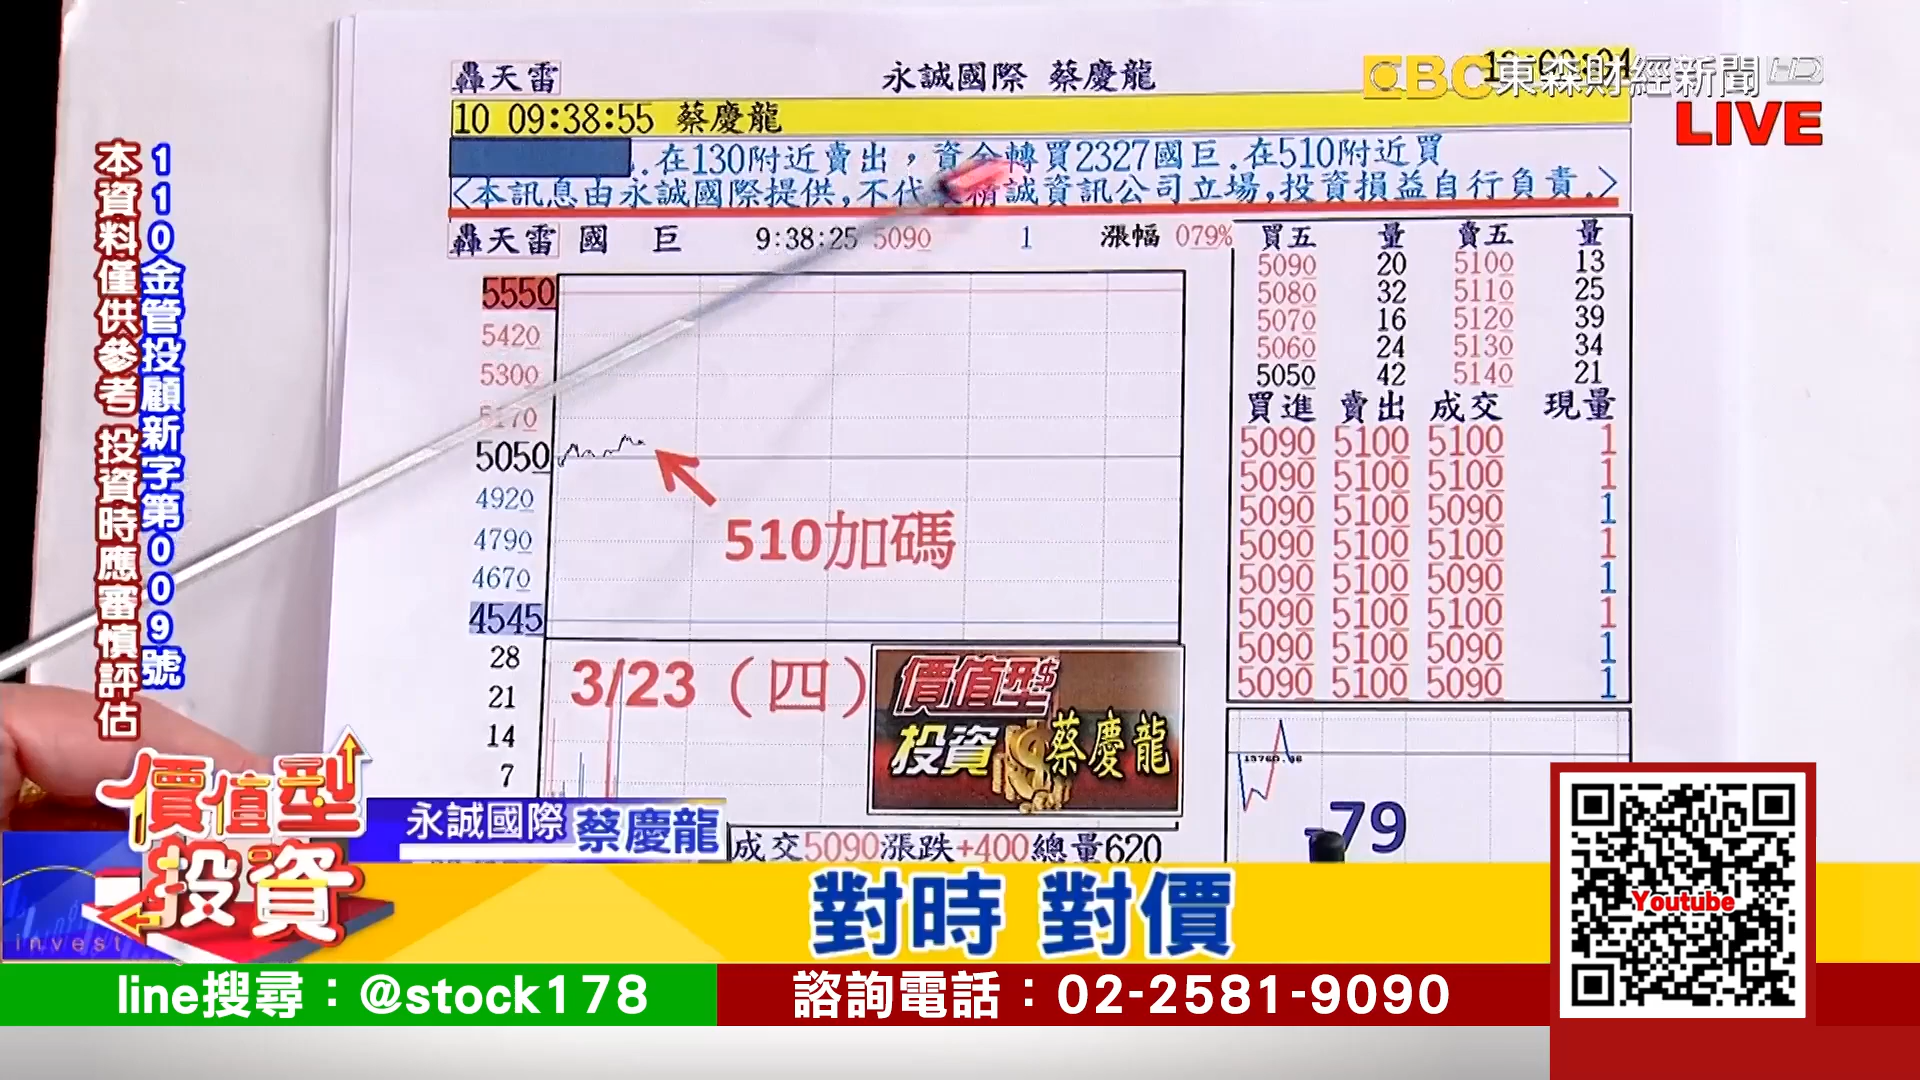 轟天雷
永誠國際 蔡慶龍
EBC東森財經新聞HD
LIVE
10 09:38:55 蔡慶龍
.在130附近賣出，資金轉買2327國巨.在510附近買
<本訊息由永誠國際提供,不代 精誠資訊公司立場,投資損益自行負責.>
轟天雷 國 巨 9:38:25 5090 1 漲幅 079%
買五 量 賣五 量
5090 20 5100 13
5080 32 5110 25
5070 16 5120 39
5060 24 5130 34
5050 42 5140 21
買進 賣出 成交 現量
5090 5100 5100 1
5090 5100 5100 1
5090 5100 5090 1
5090 5100 5100 1
5090 5100 5090 1
5090 5100 5100 1
5090 5100 5090 1
5090 5100 5090 1
5550
5420
5300
5170
5050
4920
4790
4670
4545
28
21
14
7
510加碼
3/23（四）
價值型
投資
蔡慶龍
成交5090漲跌+400總量620
79
110金管投顧新字第009號
本資料僅供參考 投資時應審慎評估
價值型
投資
invest
永誠國際 蔡慶龍
對時 對價
Youtube
line搜尋：@stock178
諮詢電話：02-2581-9090